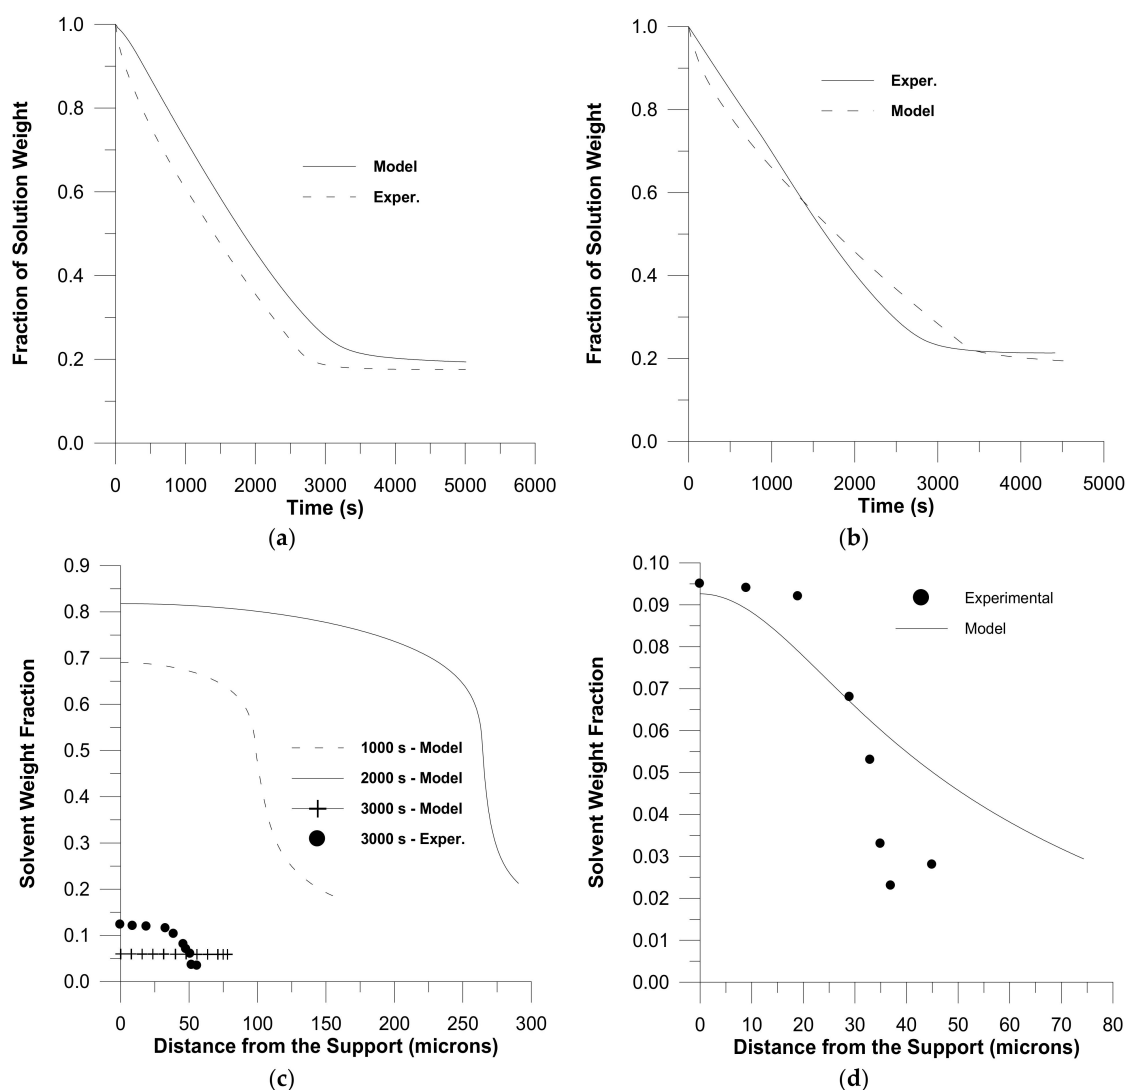 1.0
0.8
0.6
0.4
0.2
0.0
Fraction of Solution Weight
Model
Exper.
0 1000 2000 3000 4000 5000 6000
Time (s)
(a)
1.0
0.8
0.6
0.4
0.2
0.0
Fraction of Solution Weight
Exper.
Model
0 1000 2000 3000 4000 5000
Time (s)
(b)
0.9
0.8
0.7
0.6
0.5
0.4
0.3
0.2
0.1
0.0
Solvent Weight Fraction
1000 s - Model
2000 s - Model
3000 s - Model
3000 s - Exper.
0 50 100 150 200 250 300
Distance from the Support (microns)
(c)
0.10
0.09
0.08
0.07
0.06
0.05
0.04
0.03
0.02
0.01
0.00
Solvent Weight Fraction
Experimental
Model
0 10 20 30 40 50 60 70 80
Distance from the Support (microns)
(d)